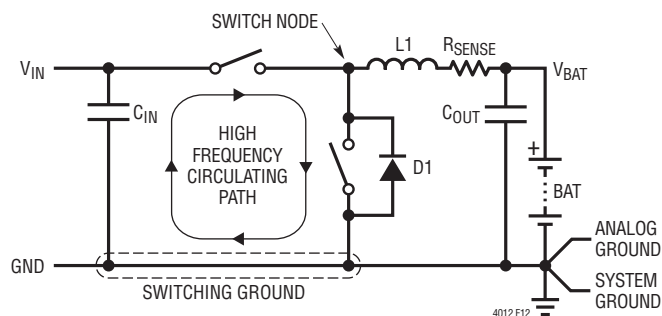 SWITCH NODE
L1
RSENSE
VIN
VBAT
CIN
COUT
HIGH
FREQUENCY
CIRCULATING
PATH
D1
+
BAT
ANALOG
GROUND
GND
SYSTEM
GROUND
SWITCHING GROUND
4012 F12